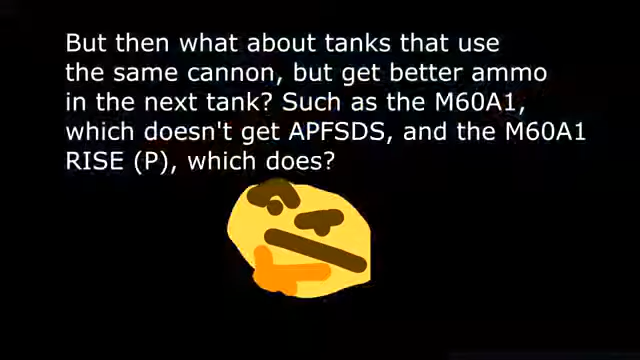 But then what about tanks that use
the same cannon, but get better ammo
in the next tank? Such as the M60A1,
which doesn't get APFSDS, and the M60A1
RISE (P), which does?